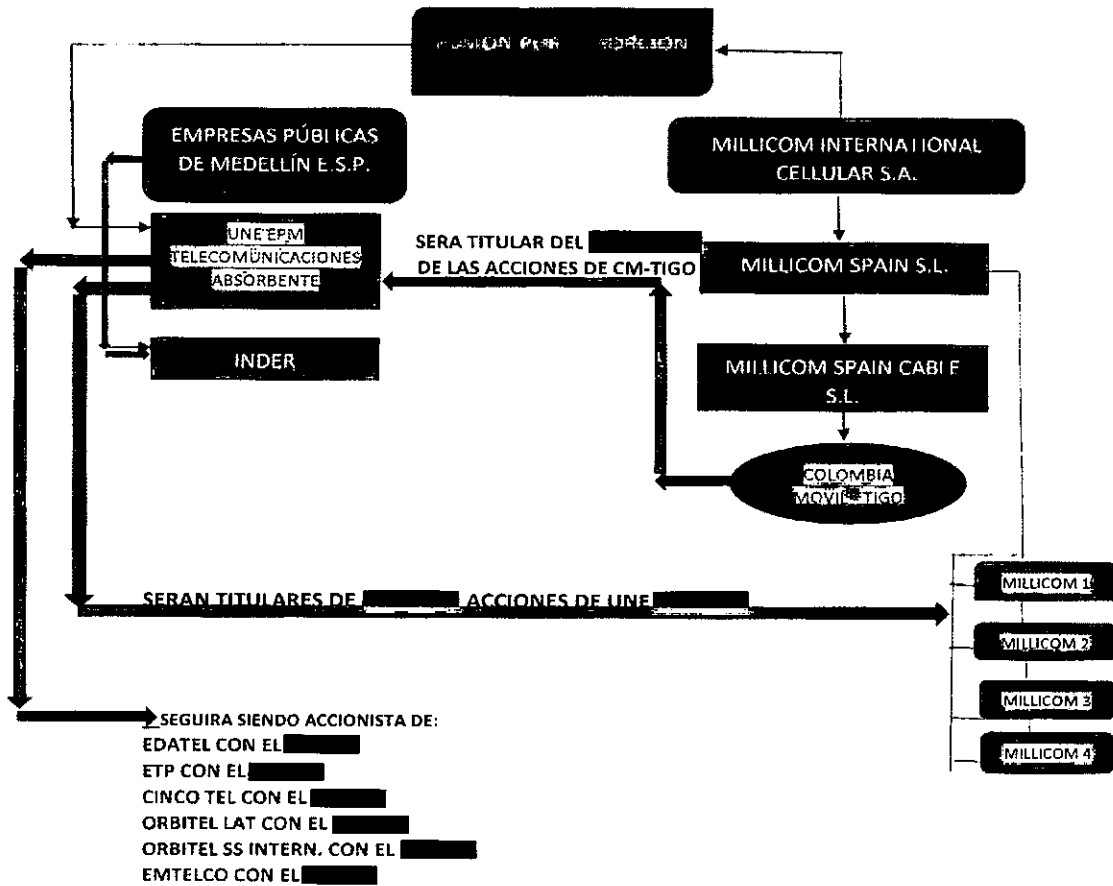 EMPRESAS PÚBLICAS
DE MEDELLÍN E.S.P.
MILLICOM INTERNATIONAL
CELLULAR S.A.
UNE EPM
TELECOMUNICACIONES
ABSORBENTE
SERA TITULAR DEL
DE LAS ACCIONES DE CM-TIGO
MILLICOM SPAIN S.L.
INDER
MILLICOM SPAIN CABLE
S.L.
COLOMBIA
MOVIL TIGO
SERAN TITULARES DE ACCIONES DE UNE
MILLICOM 1
MILLICOM 2
MILLICOM 3
MILLICOM 4
SEGUIRA SIENDO ACCIONISTA DE:
EDATEL CON EL
ETP CON EL
CINCO TEL CON EL
ORBITEL LAT CON EL
ORBITEL SS INTERN. CON EL
EMTELCO CON EL